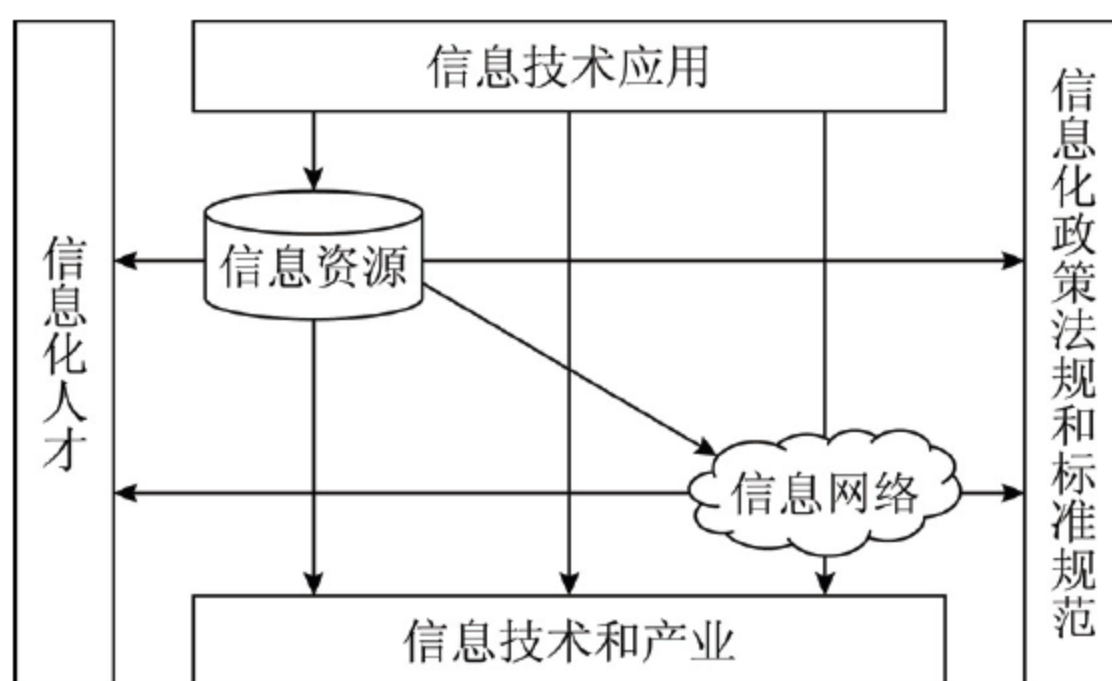 信息技术应用
信息化人才
信息资源
信息化政策法规和标准规范
信息网络
信息技术和产业